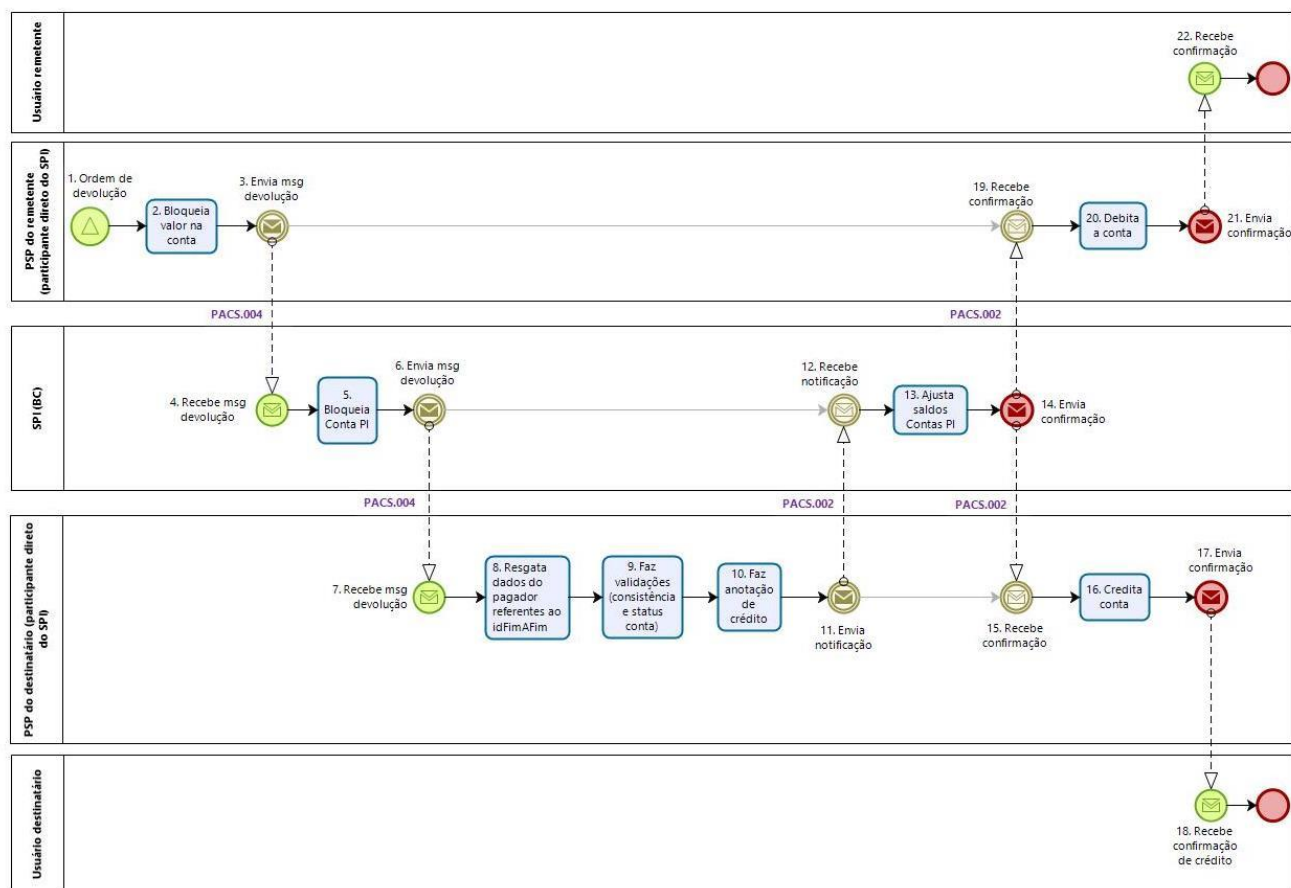 Usuário remetente
22. Recebe
confirmação
PSP do remetente
(participante direto do SPI)
1. Ordem de
devolução
2. Bloqueia
valor na
conta
3. Envia msg
devolução
19. Recebe
confirmação
20. Debita
a conta
21. Envia
confirmação
PACS.004
PACS.002
SPI (BC)
4. Recebe msg
devolução
5.
Bloqueia
Conta PI
6. Envia msg
devolução
12. Recebe
notificação
13. Ajusta
saldos
Contas PI
14. Envia
confirmação
PACS.004
PACS.002
PACS.002
PSP do destinatário (participante direto
do SPI)
7. Recebe msg
devolução
8. Resgata
dados do
pagador
referentes ao
idFimAFim
9. Faz
validações
(consistência
e status
conta)
10. Faz
anotação
de
crédito
11. Envia
notificação
15. Recebe
confirmação
16. Credita
conta
17. Envia
confirmação
Usuário destinatário
18. Recebe
confirmação
de crédito